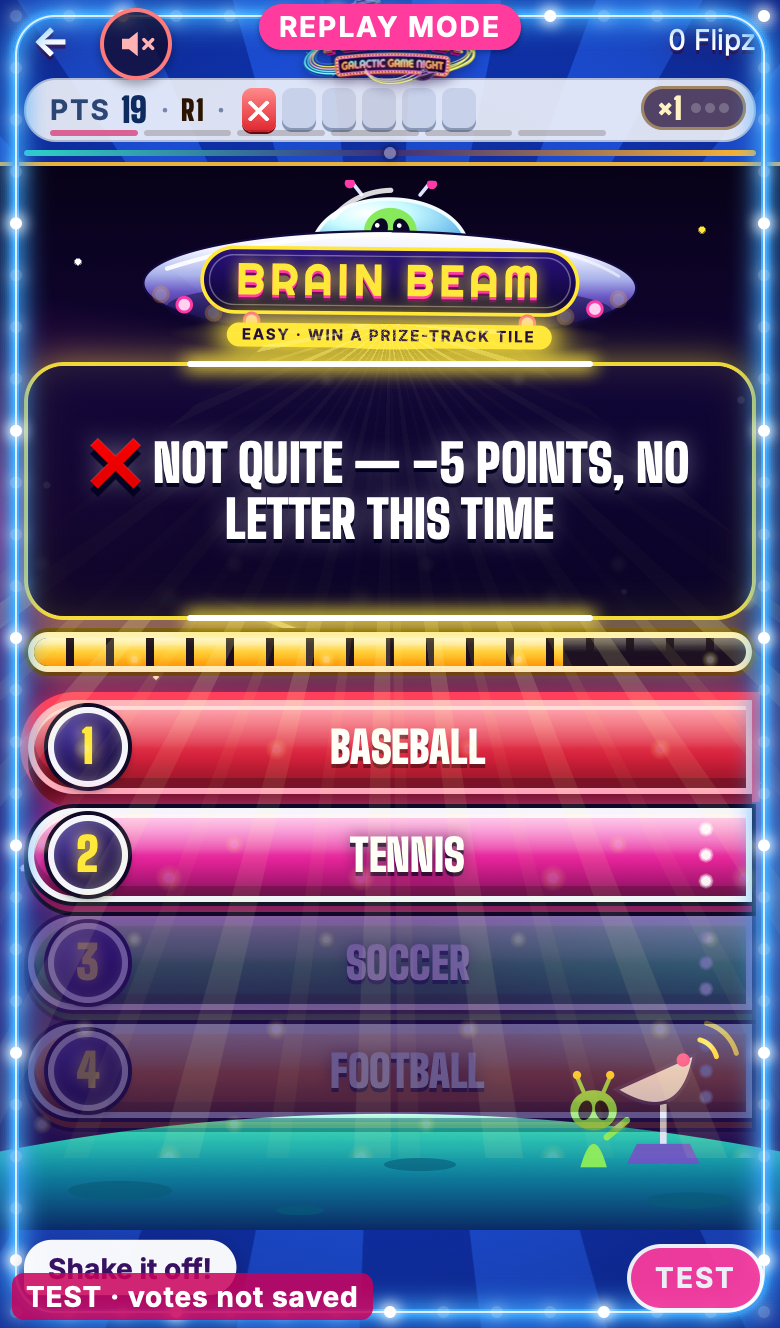 REPLAY MODE
0 Flipz
GALACTIC GAME NIGHT
PTS 19 · R1 ·
×1
BRAIN BEAM
EASY · WIN A PRIZE-TRACK TILE
❌ NOT QUITE — −5 POINTS, NO
LETTER THIS TIME
1 BASEBALL
2 TENNIS
3 SOCCER
4 FOOTBALL
Shake it off!
TEST · votes not saved
TEST